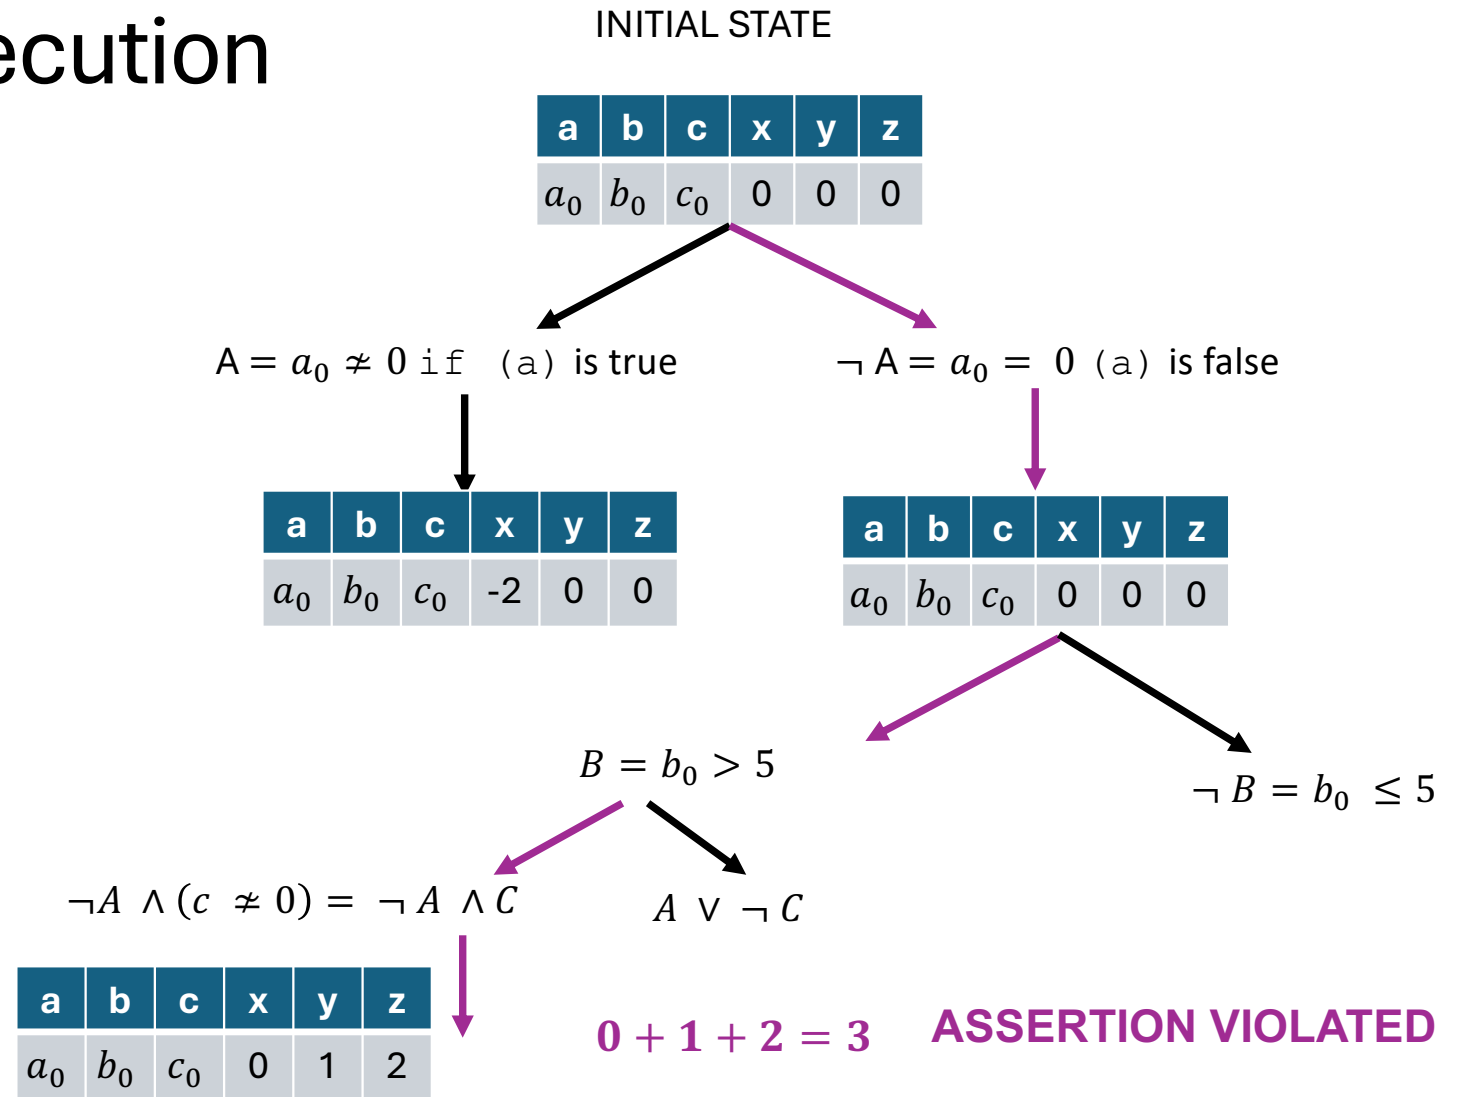 ecution
INITIAL STATE
a b c x y z
a₀ b₀ c₀ 0 0 0
A = a₀ ≄ 0 if (a) is true
¬ A = a₀ = 0 (a) is false
a b c x y z
a₀ b₀ c₀ -2 0 0
a b c x y z
a₀ b₀ c₀ 0 0 0
B = b₀ > 5
¬ B = b₀ ≤ 5
¬A ∧ (c ≄ 0) = ¬ A ∧ C
A ∨ ¬ C
a b c x y z
a₀ b₀ c₀ 0 1 2
0 + 1 + 2 = 3
ASSERTION VIOLATED